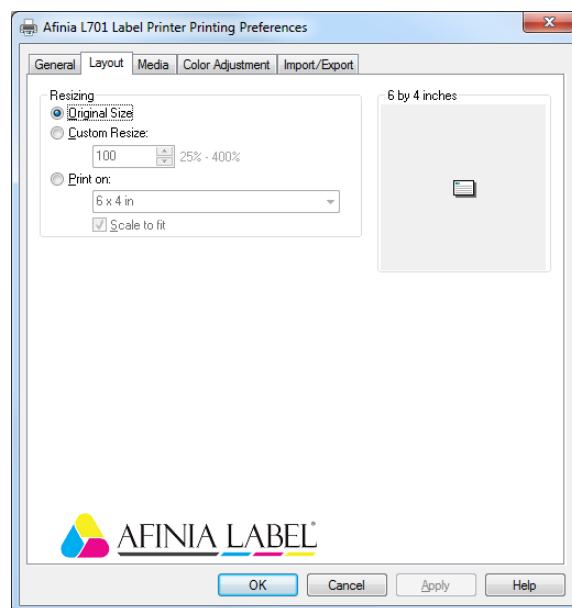 Afinia L701 Label Printer Printing Preferences
General Layout Media Color Adjustment Import/Export
Resizing
Original Size
Custom Resize:
100 25% - 400%
Print on:
6 x 4 in
Scale to fit
6 by 4 inches
AFINIA LABEL®
OK Cancel Apply Help